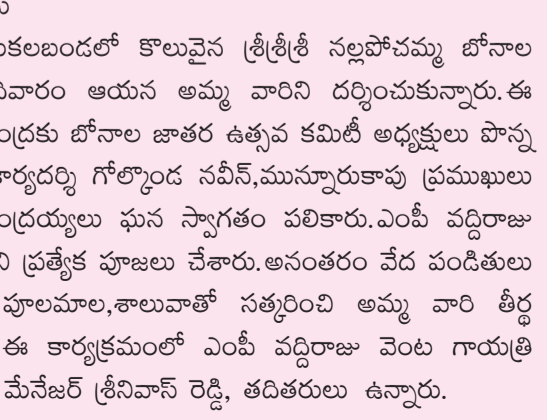 కలబండలో కొలువైన శ్రీశ్రీశ్రీ నల్లపోచమ్మ బోనాల
వారం ఆయన అమ్మ వారిని దర్శించుకున్నారు.ఈ
ంద్రకు బోనాల జాతర ఉత్సవ కమిటీ అధ్యక్షులు పొన్న
కార్యదర్శి గోల్కొండ నవీన్,మున్నూరుకాపు ప్రముఖులు
ంద్రయ్యలు ఘన స్వాగతం పలికారు.ఎంపీ వద్దిరాజు
ప్రత్యేక పూజలు చేశారు.అనంతరం వేద పండితులు
పూలమాల,శాలువాతో సత్కరించి అమ్మ వారి తీర్థ
ఈ కార్యక్రమంలో ఎంపీ వద్దిరాజు వెంట గాయత్రి
మేనేజర్ శ్రీనివాస్ రెడ్డి, తదితరులు ఉన్నారు.